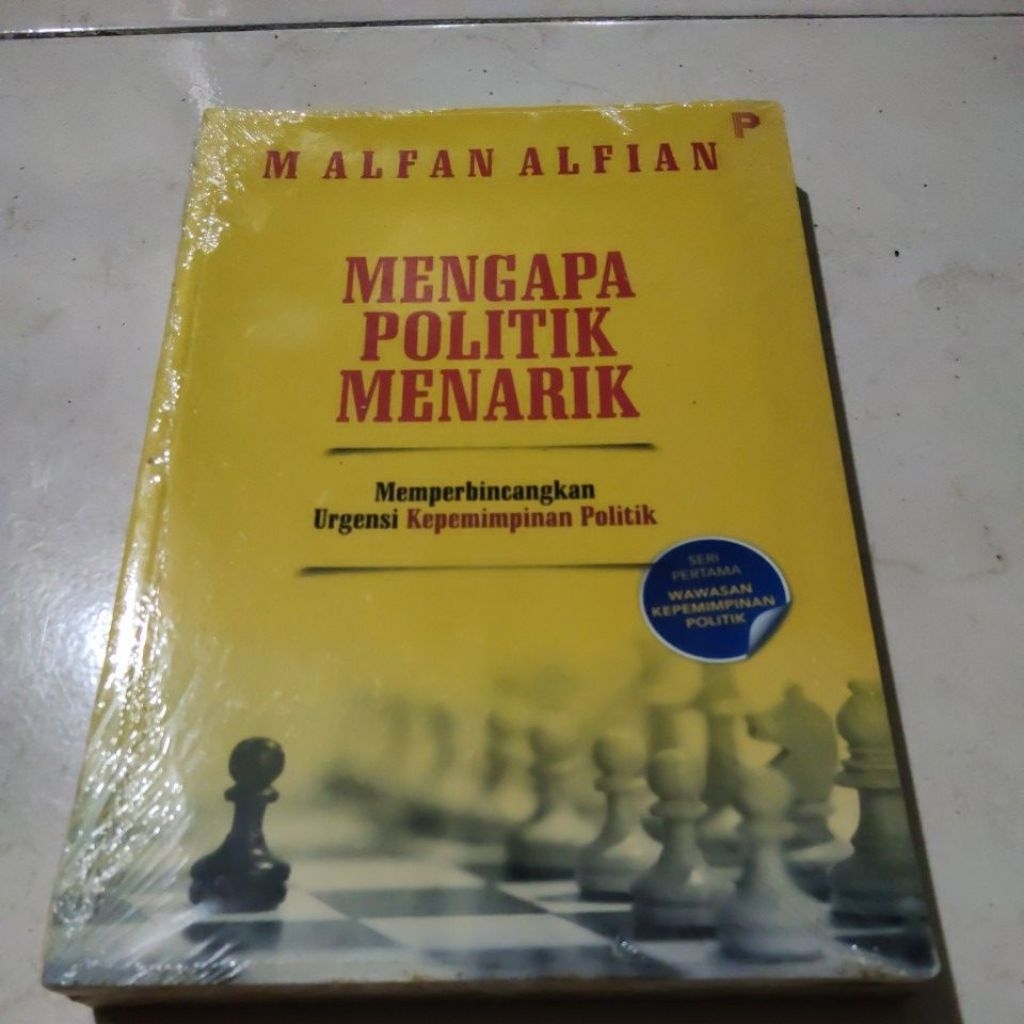 P
M ALFAN ALFIAN
MENGAPA
POLITIK
MENARIK
Memperbincangkan
Urgensi Kepemimpinan Politik
SERI
PERTAMA
WAWASAN
KEPEMIMPINAN
POLITIK